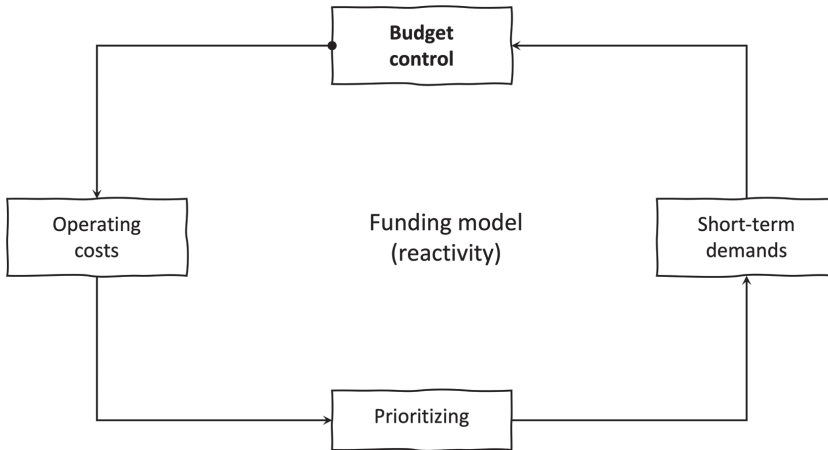 Budget
control
Operating
costs
Funding model
(reactivity)
Short-term
demands
Prioritizing